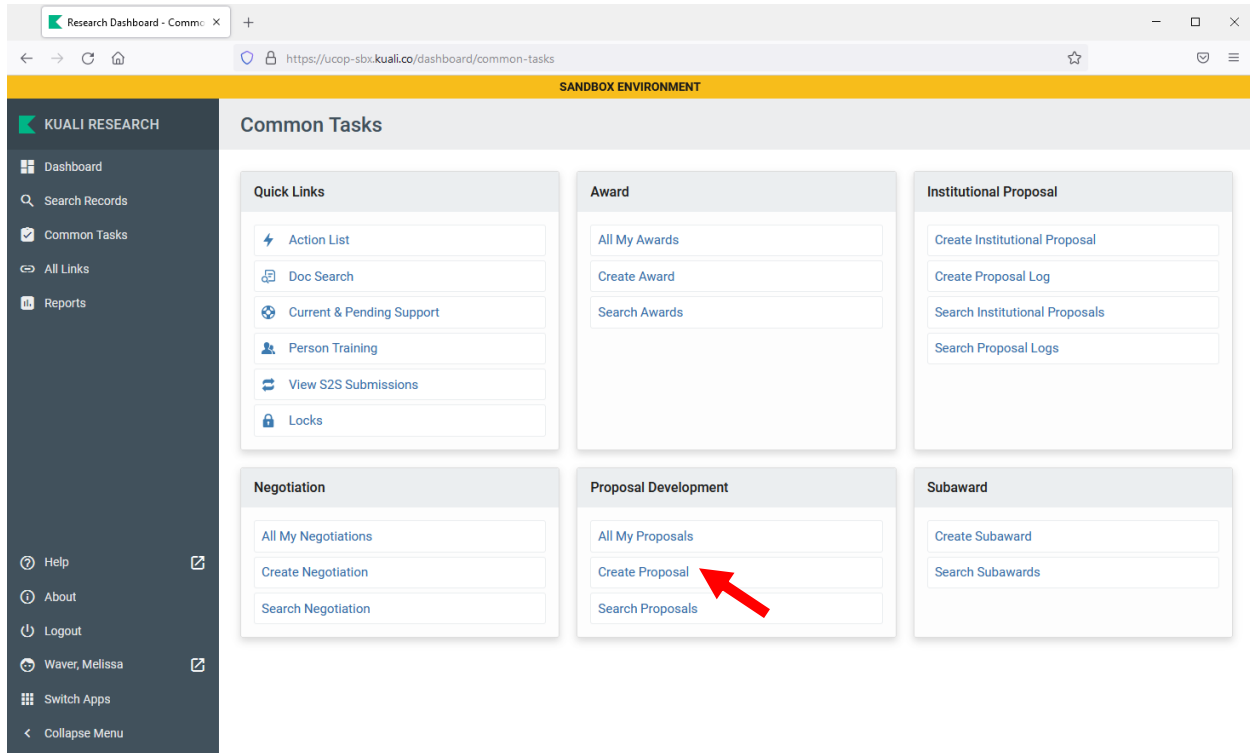 Research Dashboard - Commo
https://ucop-sbx.kuali.co/dashboard/common-tasks
SANDBOX ENVIRONMENT
KUALI RESEARCH
Dashboard
Search Records
Common Tasks
All Links
Reports
Help
About
Logout
Waver, Melissa
Switch Apps
Collapse Menu
Common Tasks
Quick Links
Action List
Doc Search
Current & Pending Support
Person Training
View S2S Submissions
Locks
Award
All My Awards
Create Award
Search Awards
Institutional Proposal
Create Institutional Proposal
Create Proposal Log
Search Institutional Proposals
Search Proposal Logs
Negotiation
All My Negotiations
Create Negotiation
Search Negotiation
Proposal Development
All My Proposals
Create Proposal
Search Proposals
Subaward
Create Subaward
Search Subawards